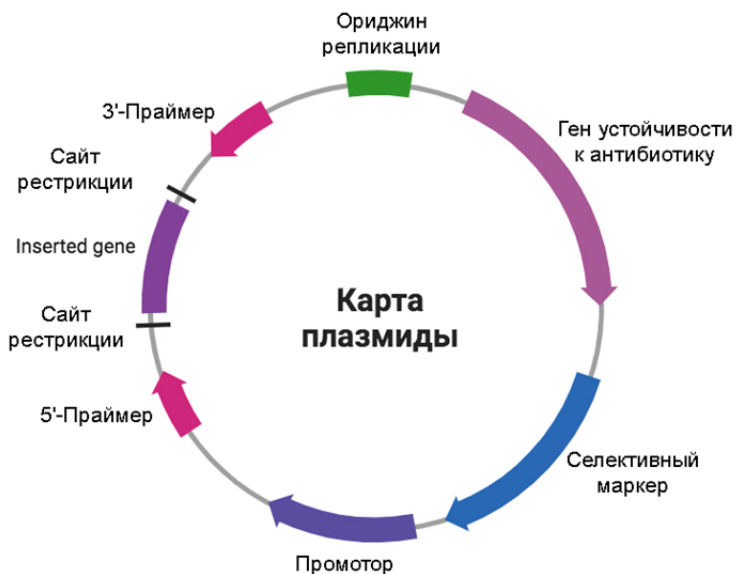 Ориджин
репликации
3'-Праймер
Ген устойчивости
к антибиотику
Сайт
рестрикции
Inserted gene
Карта
плазмиды
Сайт
рестрикции
5'-Праймер
Селективный
маркер
Промотор